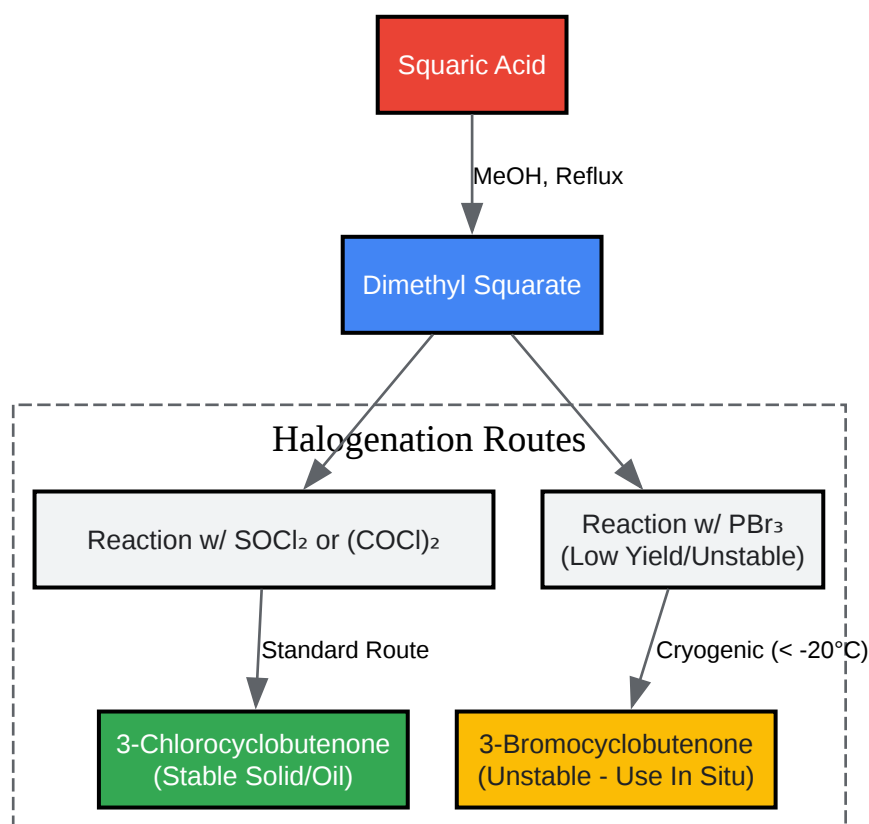 Squaric Acid
MeOH, Reflux
Dimethyl Squarate
Halogenation Routes
Reaction w/ SOCl₂ or (COCl)₂
Reaction w/ PBr₃
(Low Yield/Unstable)
Standard Route
Cryogenic (< -20°C)
3-Chlorocyclobutenone
(Stable Solid/Oil)
3-Bromocyclobutenone
(Unstable - Use In Situ)